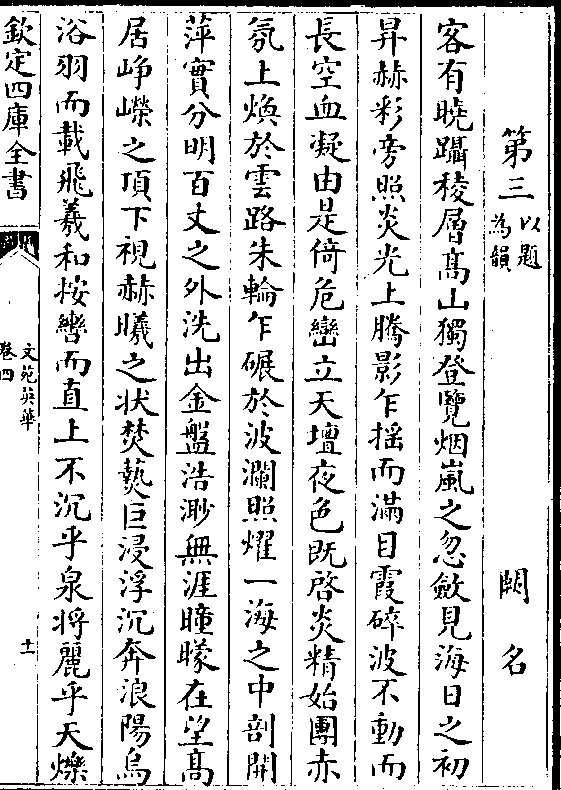 第三以題為韻 闕名
客有曉躡稜層髙山獨登覽烟嵐之忽斂見海日之初
昇赫彩旁照炎光上騰影乍揺而滿目霞碎波不動而
長空血凝由是倚危巒立天壇夜色既啓炎精始團赤
氛上煥於雲路朱輪乍碾於波瀾照燿一海之中剖開
萍實分明百丈之外洗出金盤浩渺無涯曈曚在望髙
居崢嶸之頂下視赫曦之状焚爇巨浸浮沉奔浪陽烏
浴羽而載飛羲和按轡而直上不沉乎泉将麗乎天爍
欽定四庫全書
文苑英華
卷四
十一